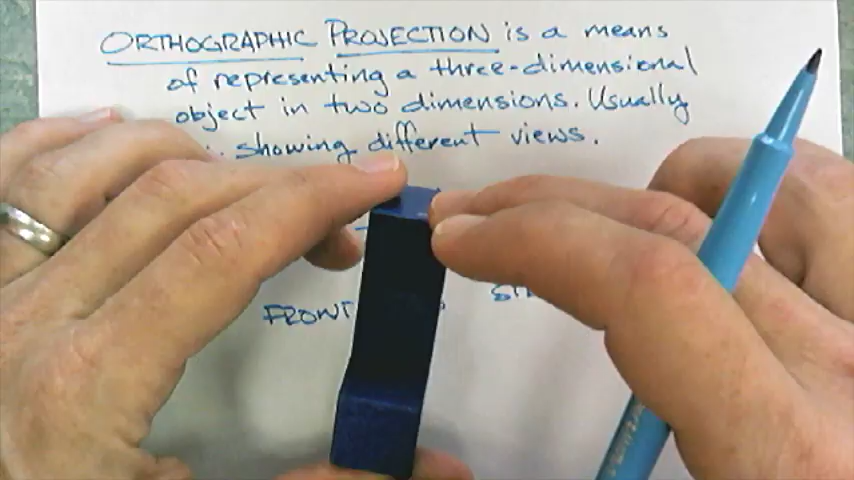 ORTHOGRAPHIC PROJECTION is a means
of representing a three-dimensional
object in two dimensions. Usually
showing different views.
FRONT